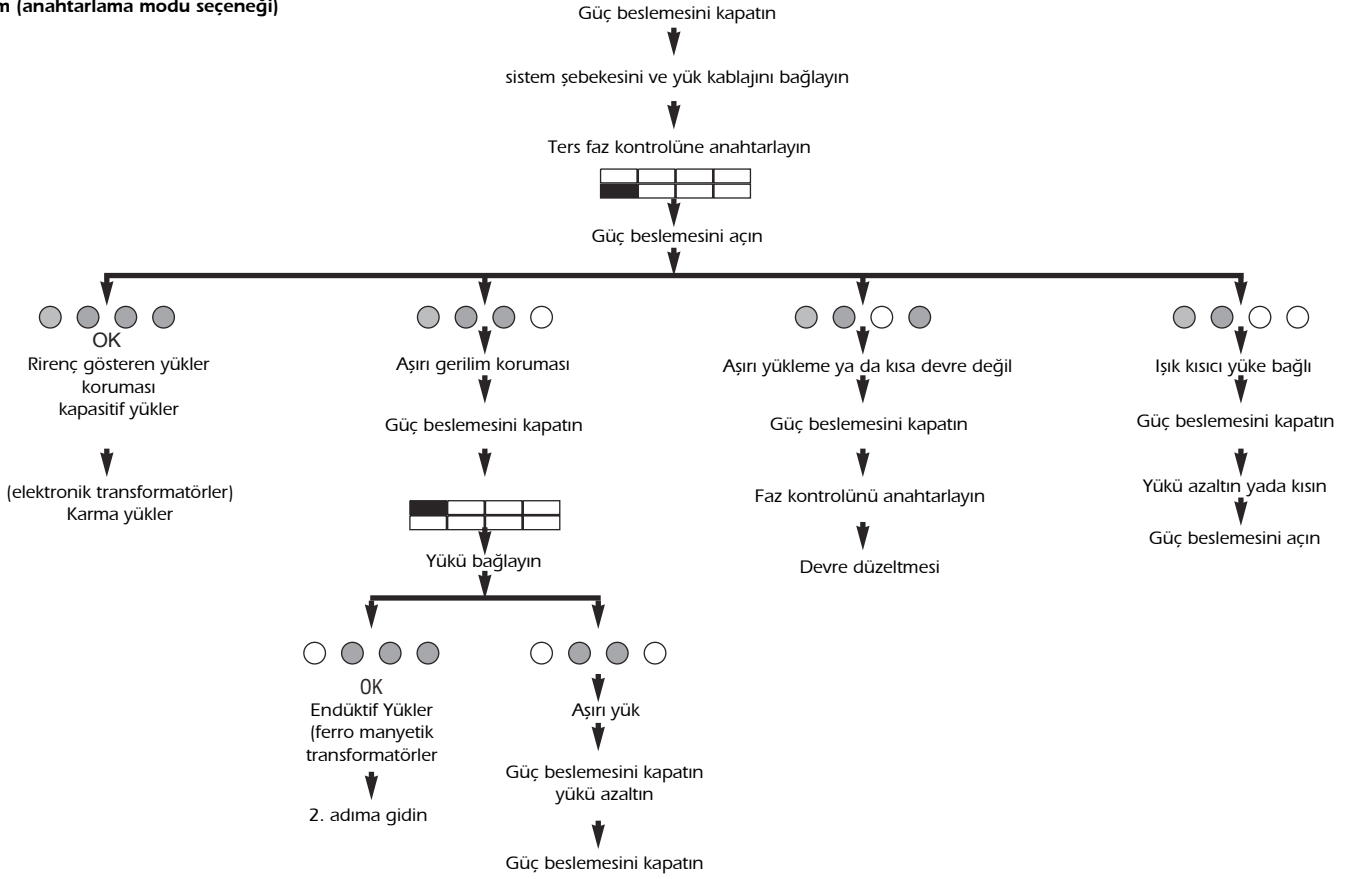 (anahtarlama modu seçeneği)
Güç beslemesini kapatın
sistem şebekesini ve yük kablajını bağlayın
Ters faz kontrolüne anahtarlayın
Güç beslemesini açın
OK
Rirenç gösteren yükler
koruması
kapasitif yükler
(elektronik transformatörler)
Karma yükler
Aşırı gerilim koruması
Güç beslemesini kapatın
Yükü bağlayın
OK
Endüktif Yükler
(ferro manyetik
transformatörler
2. adıma gidin
Aşırı yük
Güç beslemesini kapatın
yükü azaltın
Güç beslemesini kapatın
Aşırı yükleme ya da kısa devre değil
Güç beslemesini kapatın
Faz kontrolünü anahtarlayın
Devre düzeltmesi
Işık kısıcı yüke bağlı
Güç beslemesini kapatın
Yükü azaltın yada kısın
Güç beslemesini açın